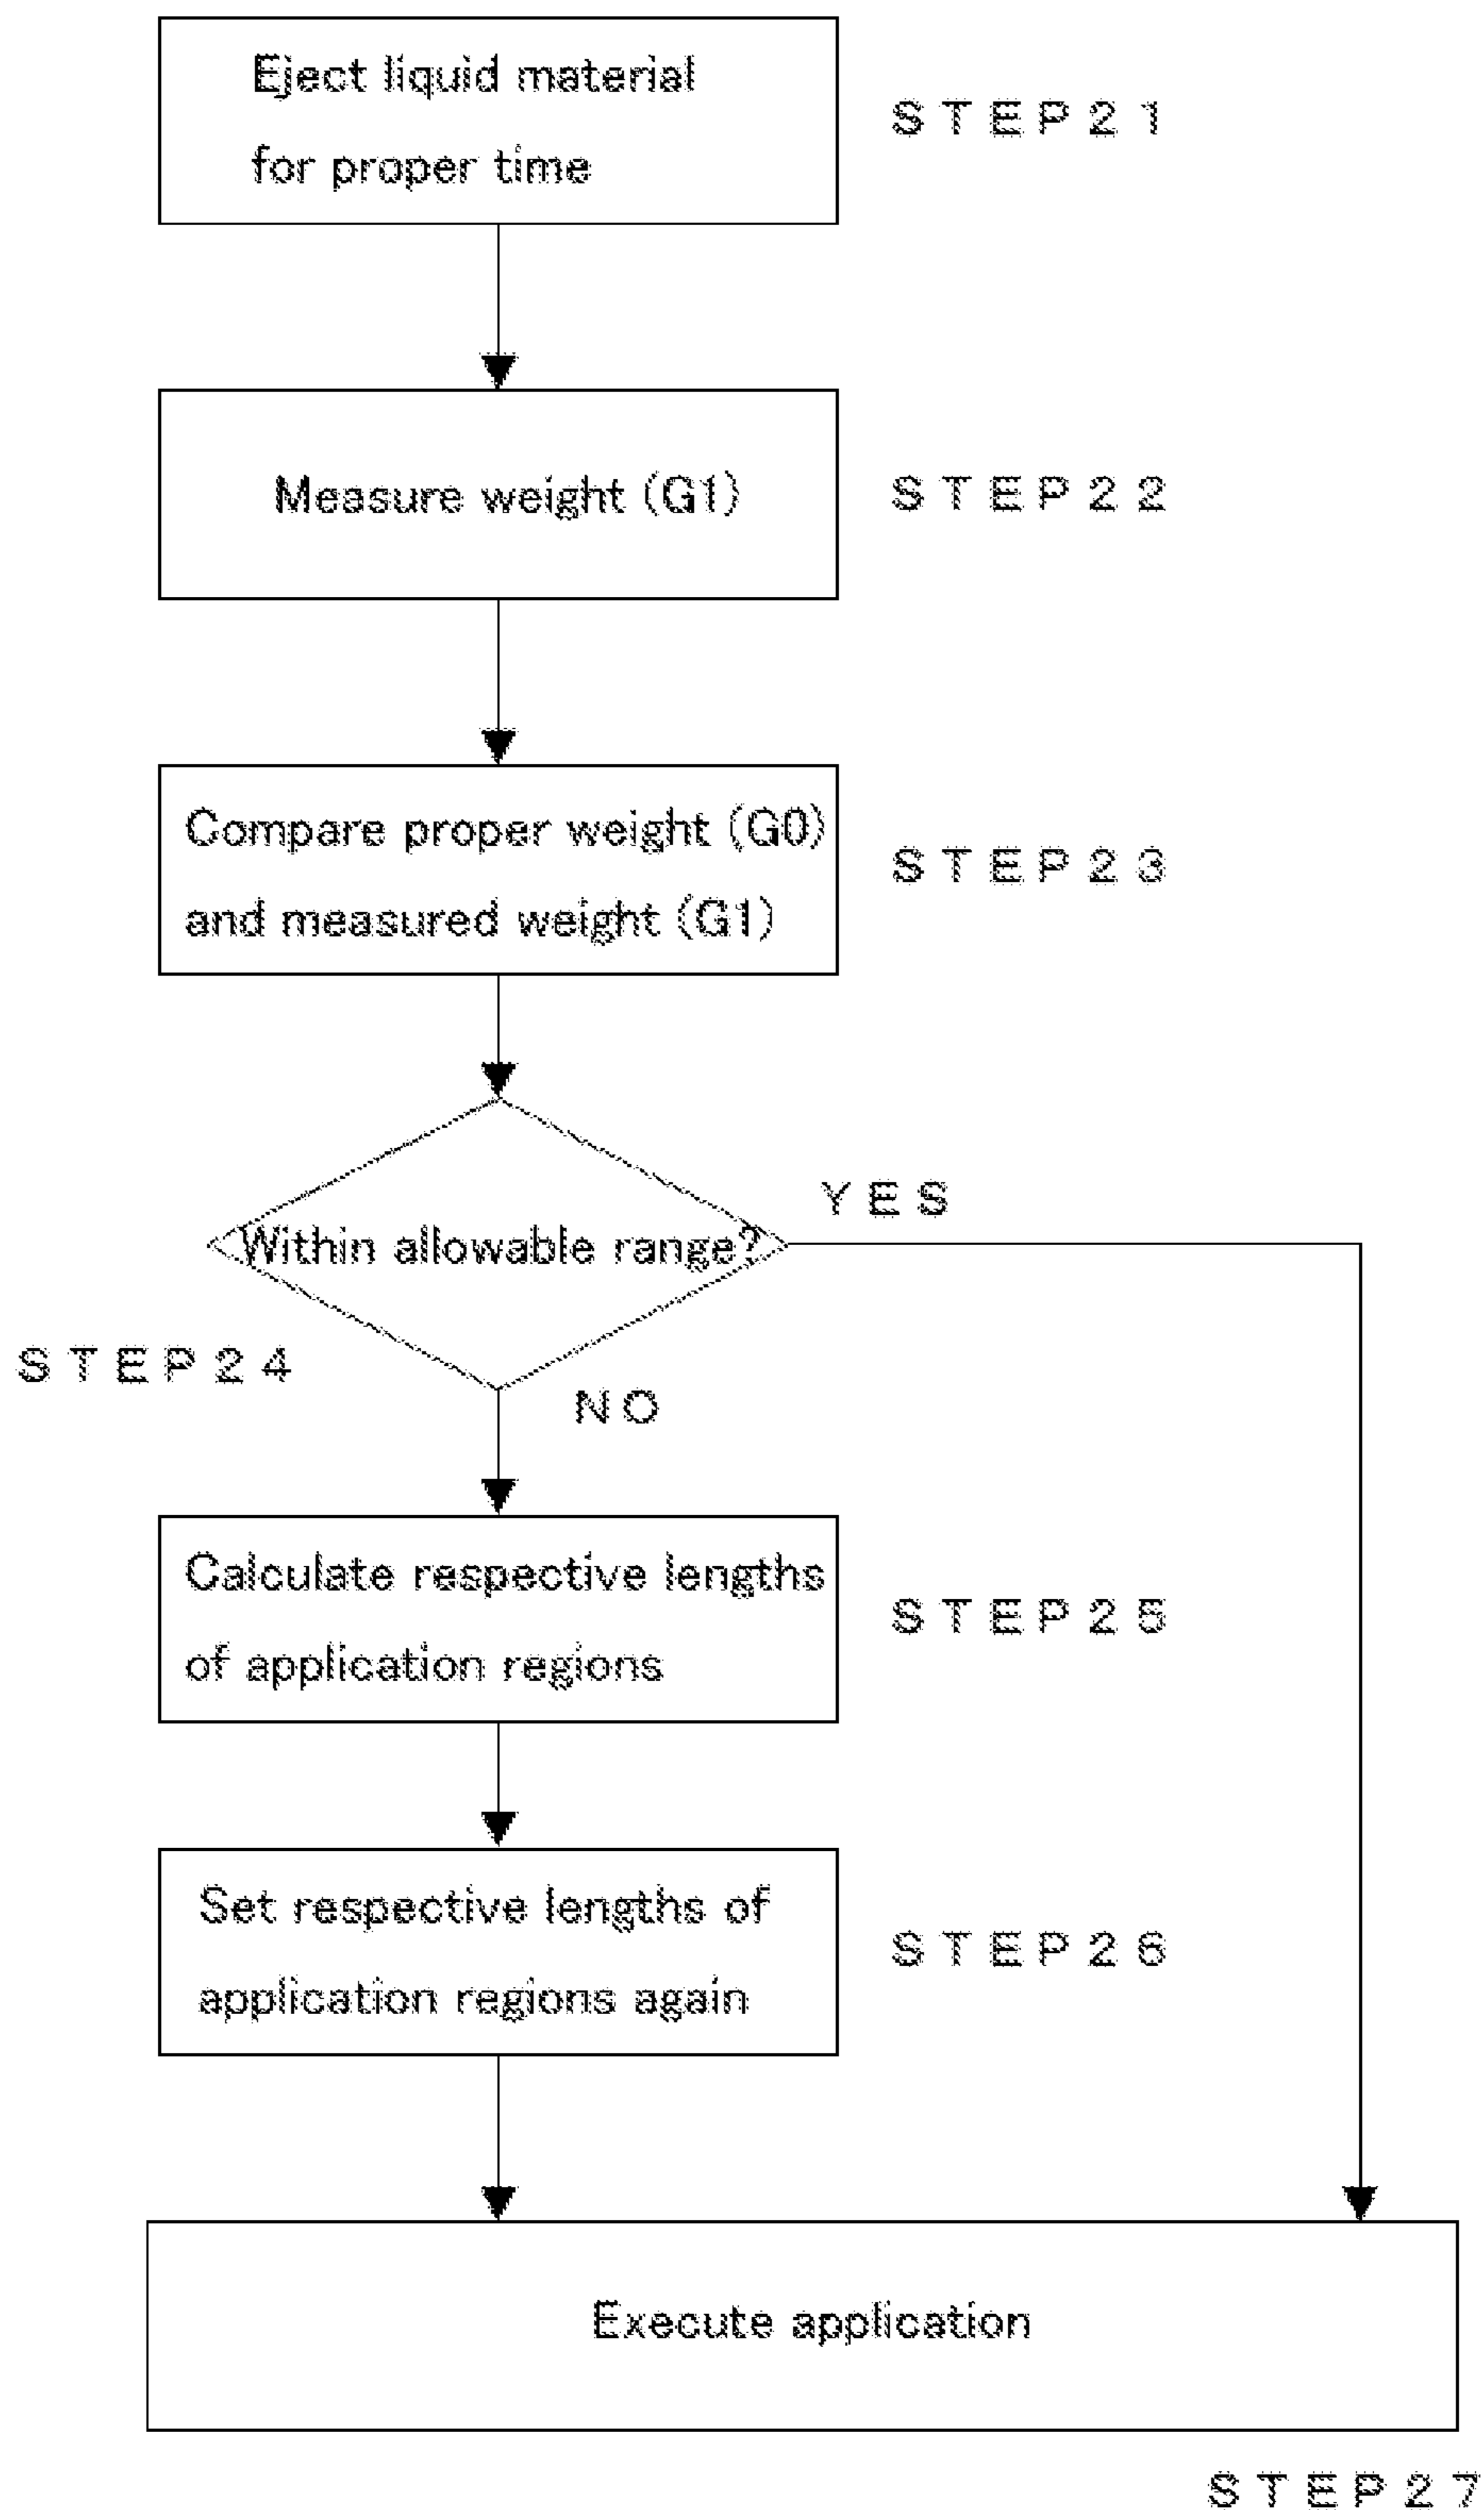 Eject liquid material
for proper time
STEP21
Measure weight (G1)
STEP22
Compare proper weight (G0)
and measured weight (G1)
STEP23
Within allowable range?
YES
STEP24
NO
Calculate respective lengths
of application regions
STEP25
Set respective lengths of
application regions again
STEP26
Execute application
STEP27